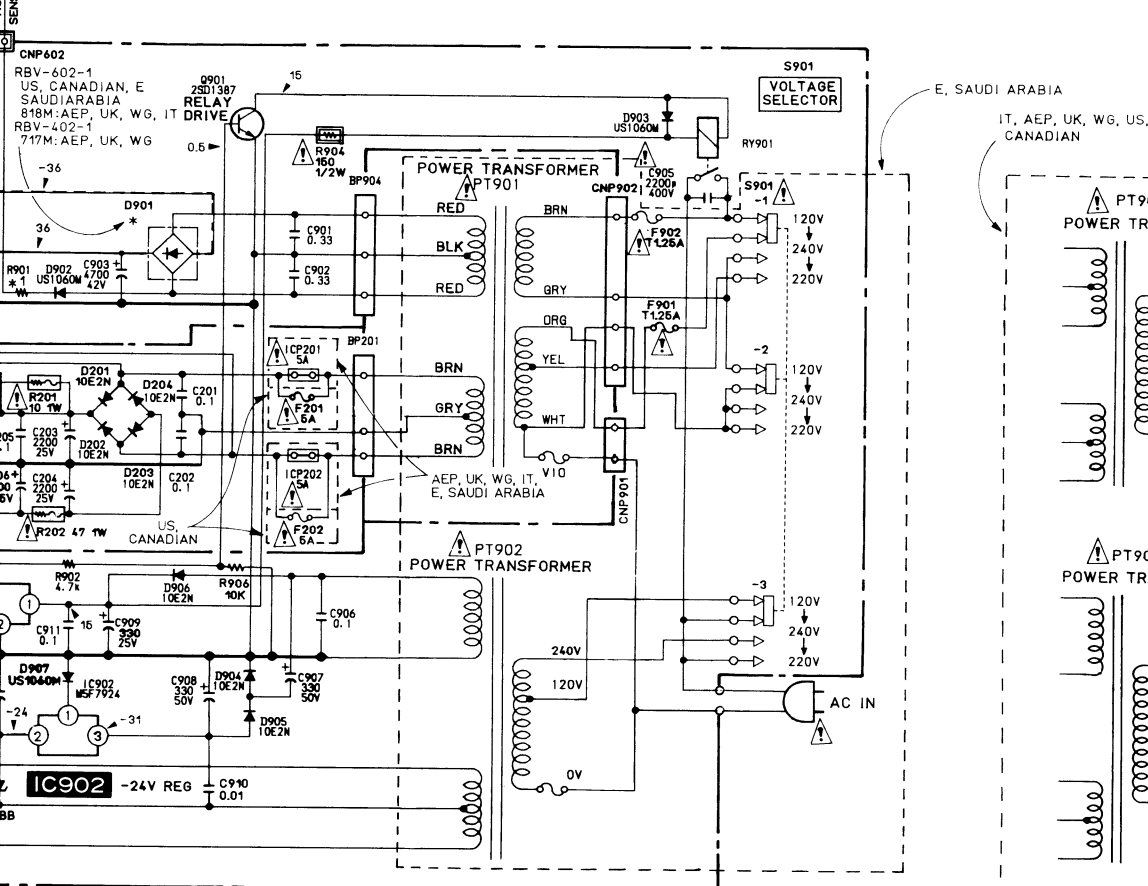 SENS
CNP602
RBV-602-1
US, CANADIAN, E
SAUDIARABIA
818M:AEP, UK, WG, IT
RBV-402-1
717M:AEP, UK, WG
Q901
2SD1387
RELAY
DRIVE
15
0.6
R904
150
1/2W
BP904
POWER TRANSFORMER
PT901
D903
US1060M
RY901
C905
2200p
400V
CNP902
S901
VOLTAGE
SELECTOR
E, SAUDI ARABIA
IT, AEP, UK, WG, US,
CANADIAN
S901
-1
120V
240V
220V
-36
D901
*
36
R901
*1
D902
US1060M
C903
4700
42V
C901
0.33
C902
0.33
RED
BLK
RED
BRN
GRY
F902
T1.25A
F901
T1.25A
ORG
YEL
WHT
V10
CNP901
-2
120V
240V
220V
BP201
ICP201
5A
F201
5A
ICP202
5A
F202
5A
BRN
GRY
BRN
AEP, UK, WG, IT,
E, SAUDI ARABIA
US,
CANADIAN
R201
10 1W
D201
10E2N
D204
10E2N
C201
0.1
C203
2200
25V
D202
10E2N
D203
10E2N
C202
0.1
C204
2200
25V
R202 47 1W
PT902
POWER TRANSFORMER
R902
4.7k
D906
10E2N
R906
10K
1
2
C911
0.1
15
C909
330
25V
C906
0.1
D907
US1060M
IC902
M5F7924
C908
330
50V
D904
10E2N
C907
330
50V
D905
10E2N
-24
1
2
3
-31
IC902
-24V REG
C910
0.01
BB
240V
120V
0V
-3
120V
240V
220V
AC IN
PT90
POWER TR
PT90
POWER TR